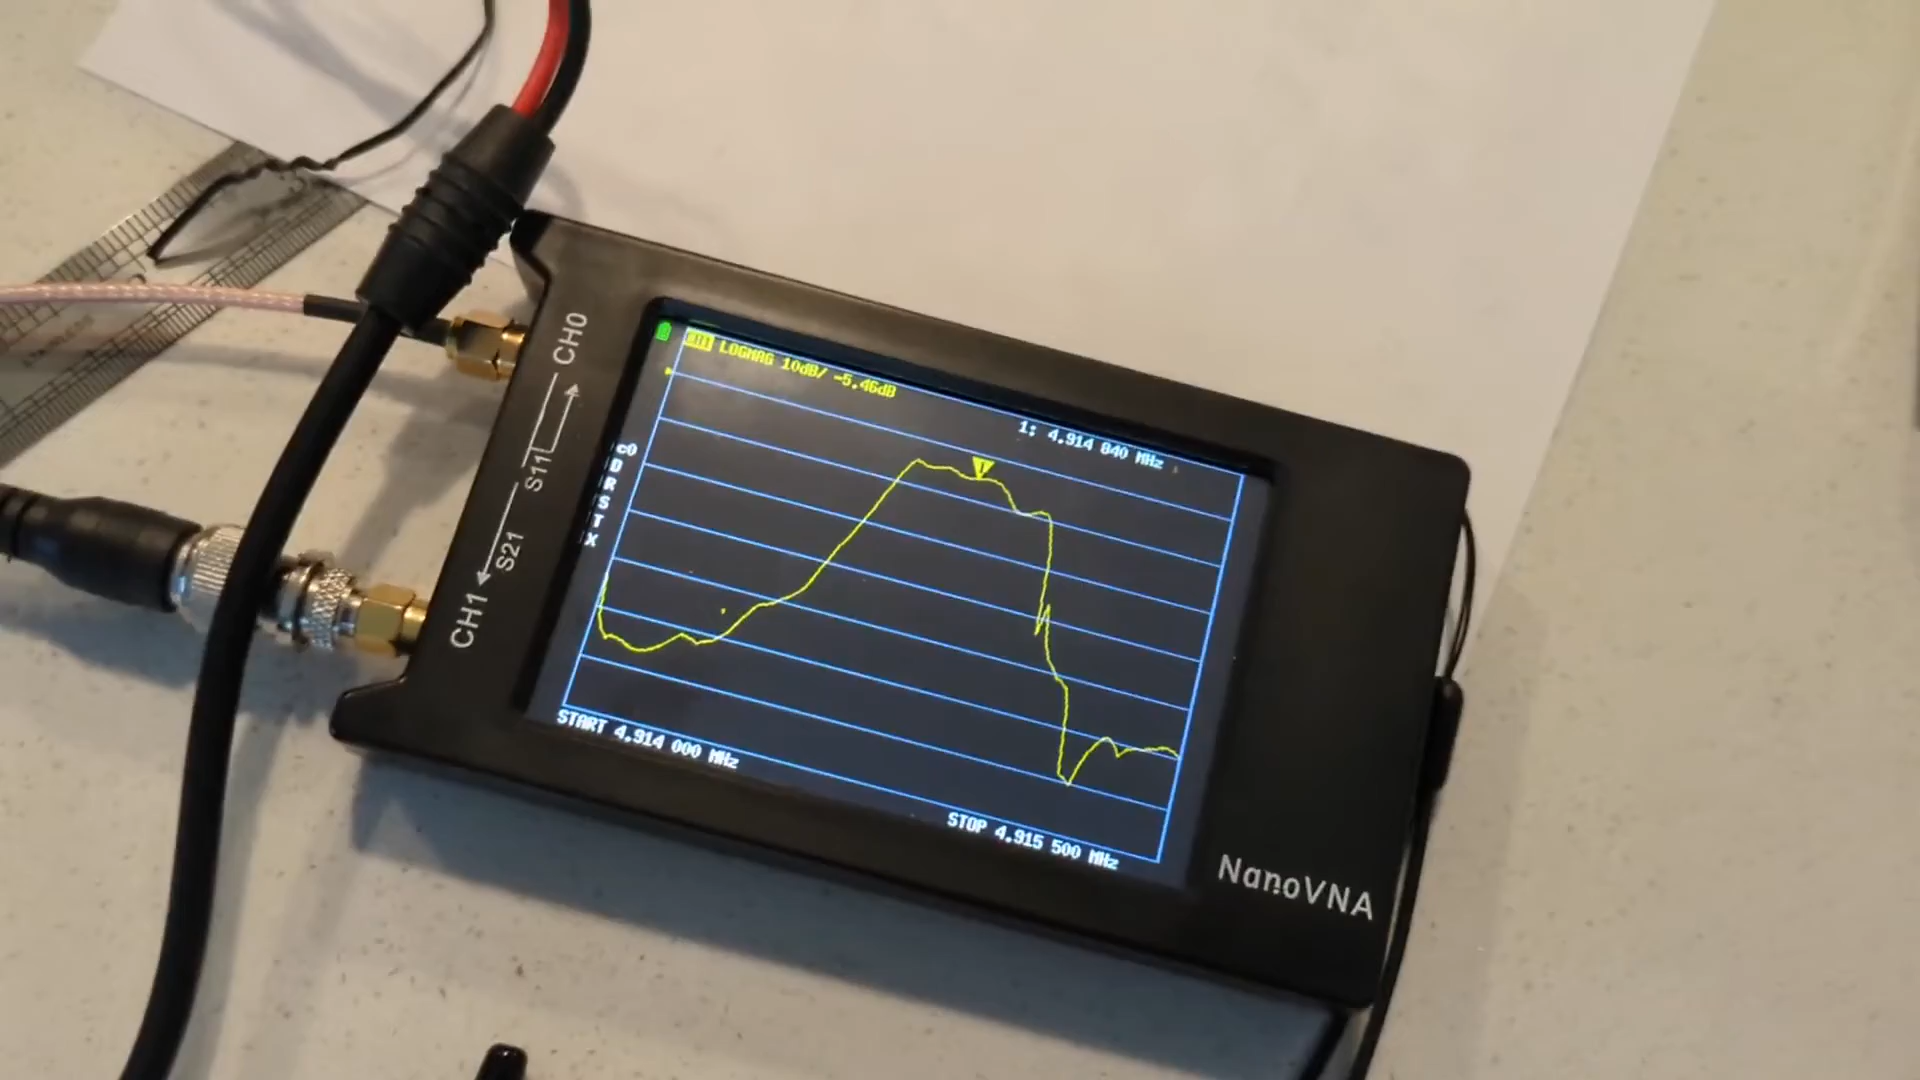 LOGMAG 10dB/ -5.46dB
1: 4.914 840 MHz
c0
D
R
S
T
X
START 4.914 000 MHz
STOP 4.915 500 MHz
CH0
S11
S21
CH1
NanoVNA